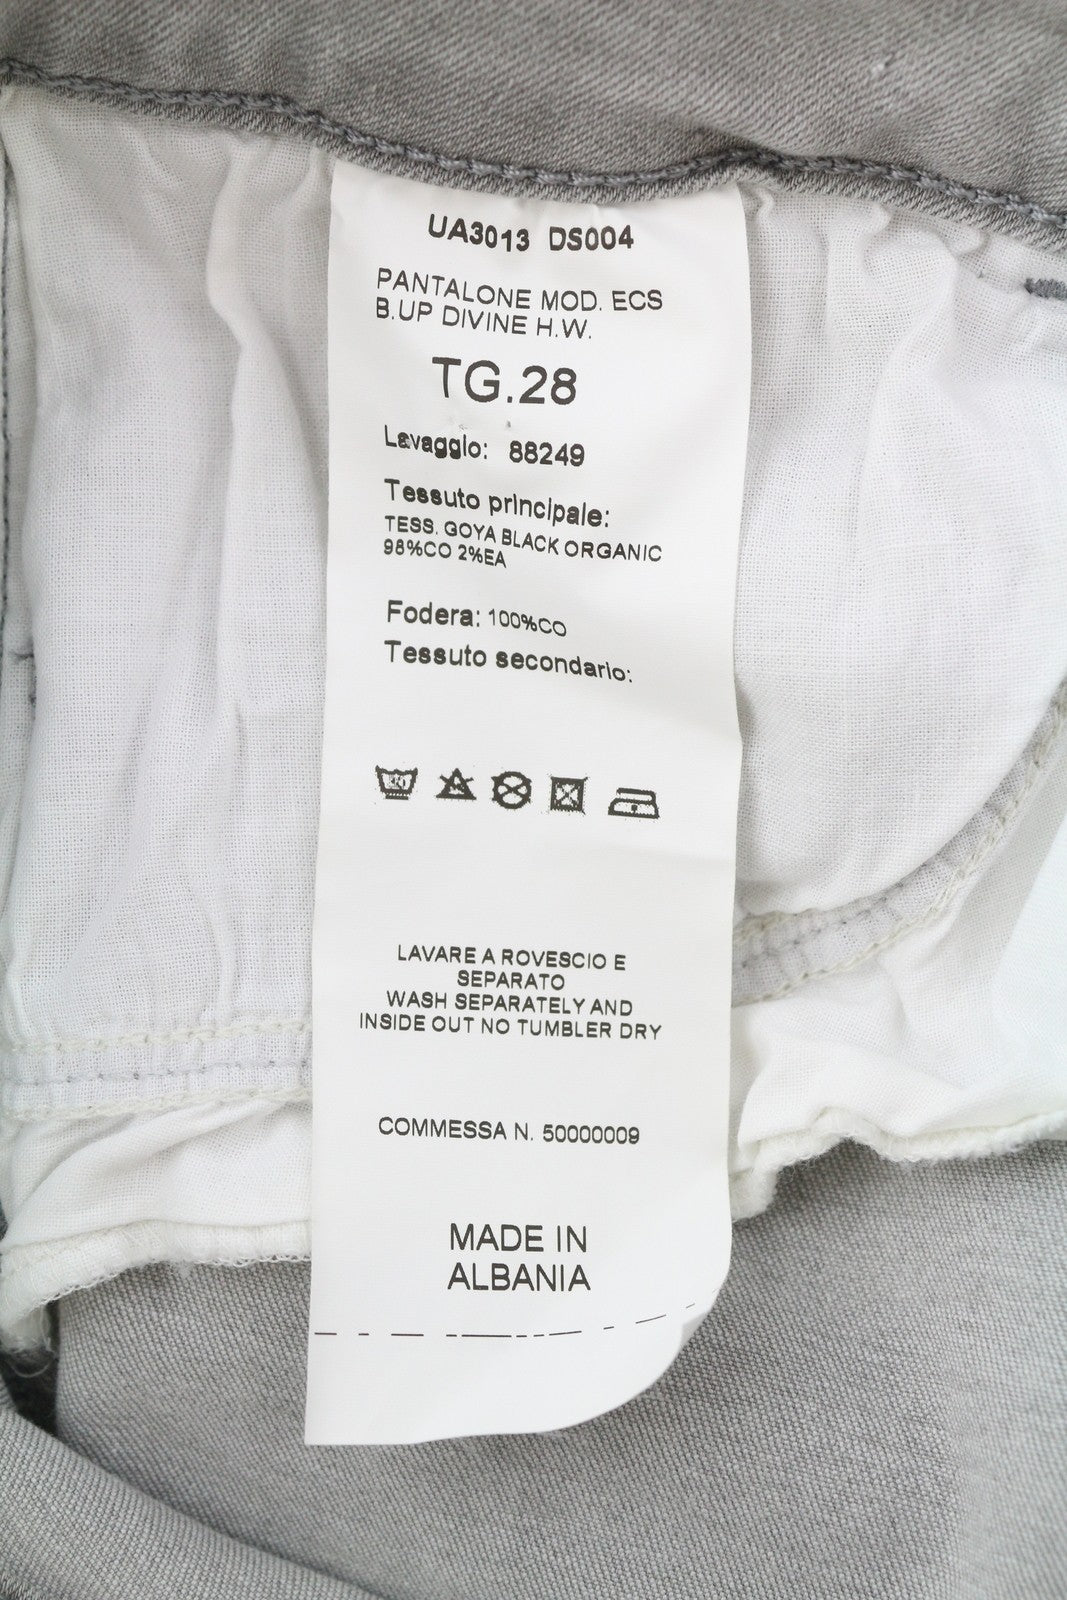 UA3013 DS004
PANTALONE MOD. ECS
B.UP DIVINE H.W.
TG.28
Lavaggio: 88249
Tessuto principale:
TESS. GOYA BLACK ORGANIC
98%CO 2%EA
Fodera: 100%CO
Tessuto secondario:
LAVARE A ROVESCIO E
SEPARATO
WASH SEPARATELY AND
INSIDE OUT NO TUMBLER DRY
COMMESSA N. 50000009
MADE IN
ALBANIA